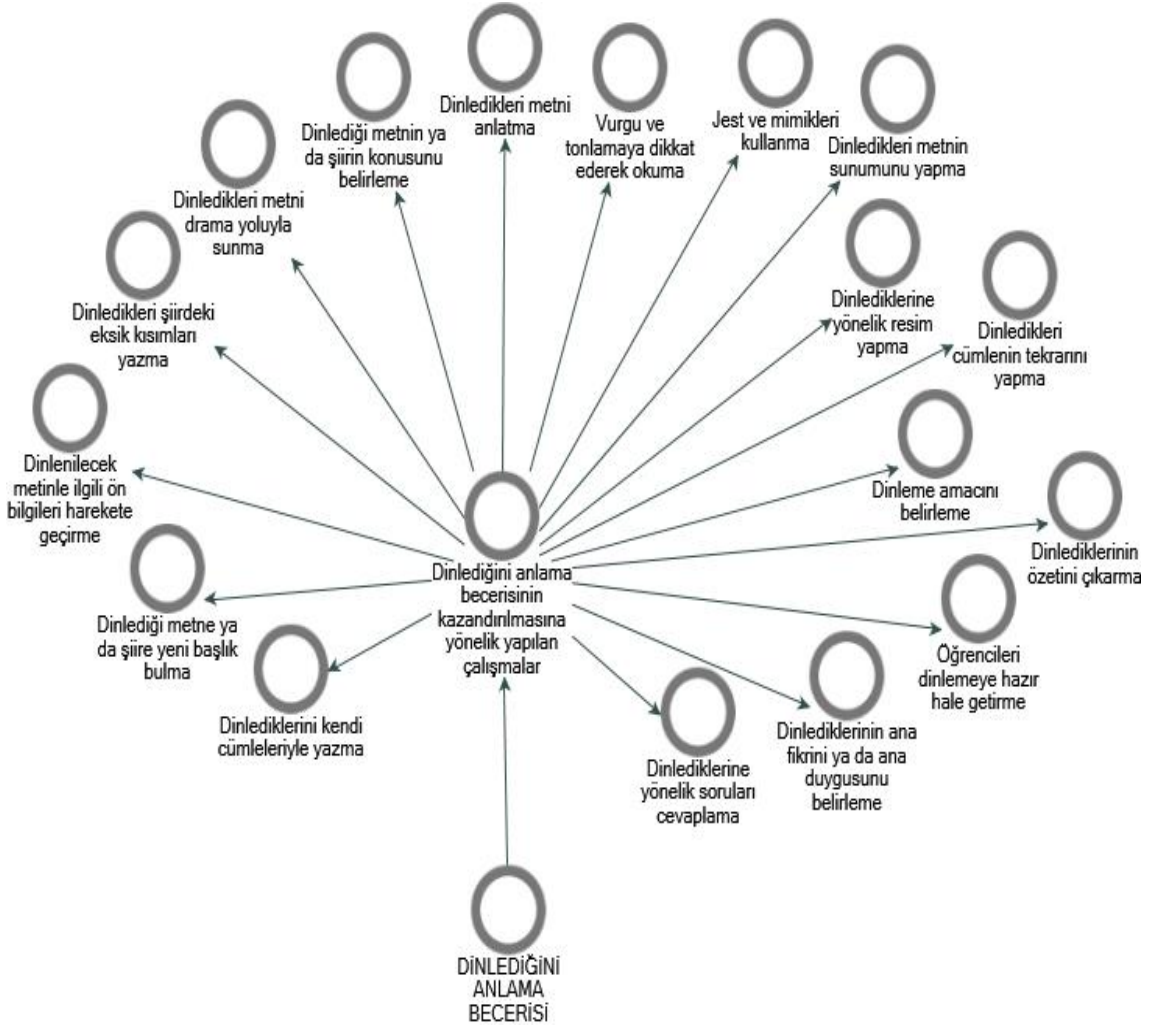 Dinledikleri metni
anlatma
Vurgu ve
tonlamaya dikkat
ederek okuma
Jest ve mimikleri
kullanma
Dinlediği metnin ya
da şiirin konusunu
belirleme
Dinledikleri metnin
sunumunu yapma
Dinledikleri metni
drama yoluyla
sunma
Dinledikleri şiirdeki
eksik kısımları
yazma
Dinlediklerine
yönelik resim
yapma
Dinledikleri
cümlenin tekrarını
yapma
Dinlenilecek
metinle ilgili ön
bilgileri harekete
geçirme
Dinleme amacını
belirleme
Dinlediklerinin
özetini çıkarma
Dinlediğini anlama
becerisinin
kazandırılmasına
yönelik yapılan
çalışmalar
Dinlediği metne ya
da şiire yeni başlık
bulma
Öğrencileri
dinlemeye hazır
hale getirme
Dinlediklerini kendi
cümleleriyle yazma
Dinlediklerinin ana
fikrini ya da ana
duygusunu
belirleme
Dinlediklerine
yönelik soruları
cevaplama
DİNLEDİĞİNİ
ANLAMA
BECERİSİ